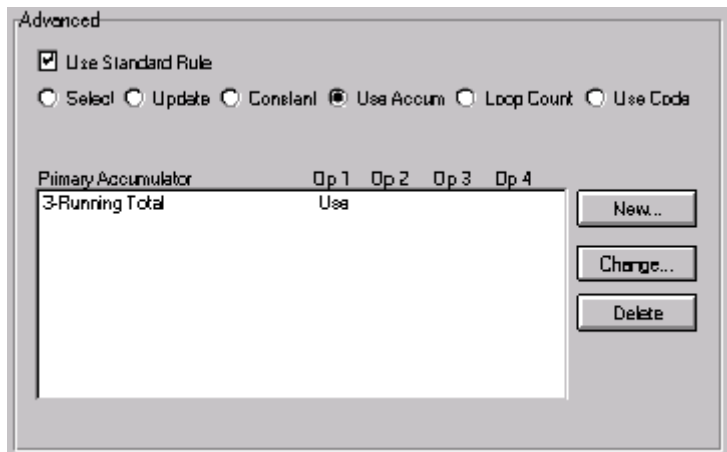 Advanced
Use Standard Rule
Select Update Constant Use Accum Loop Count Use Code
Primary Accumulator Op 1 Op 2 Op 3 Op 4
3-Running Total Use
New...
Change...
Delete